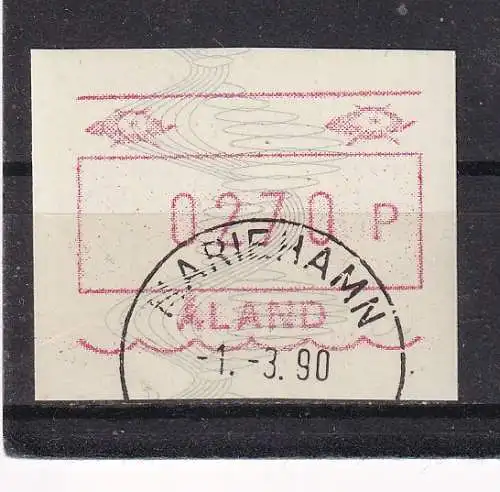 0270 P
MARIEHAMN
ÅLAND
-1.-3.90